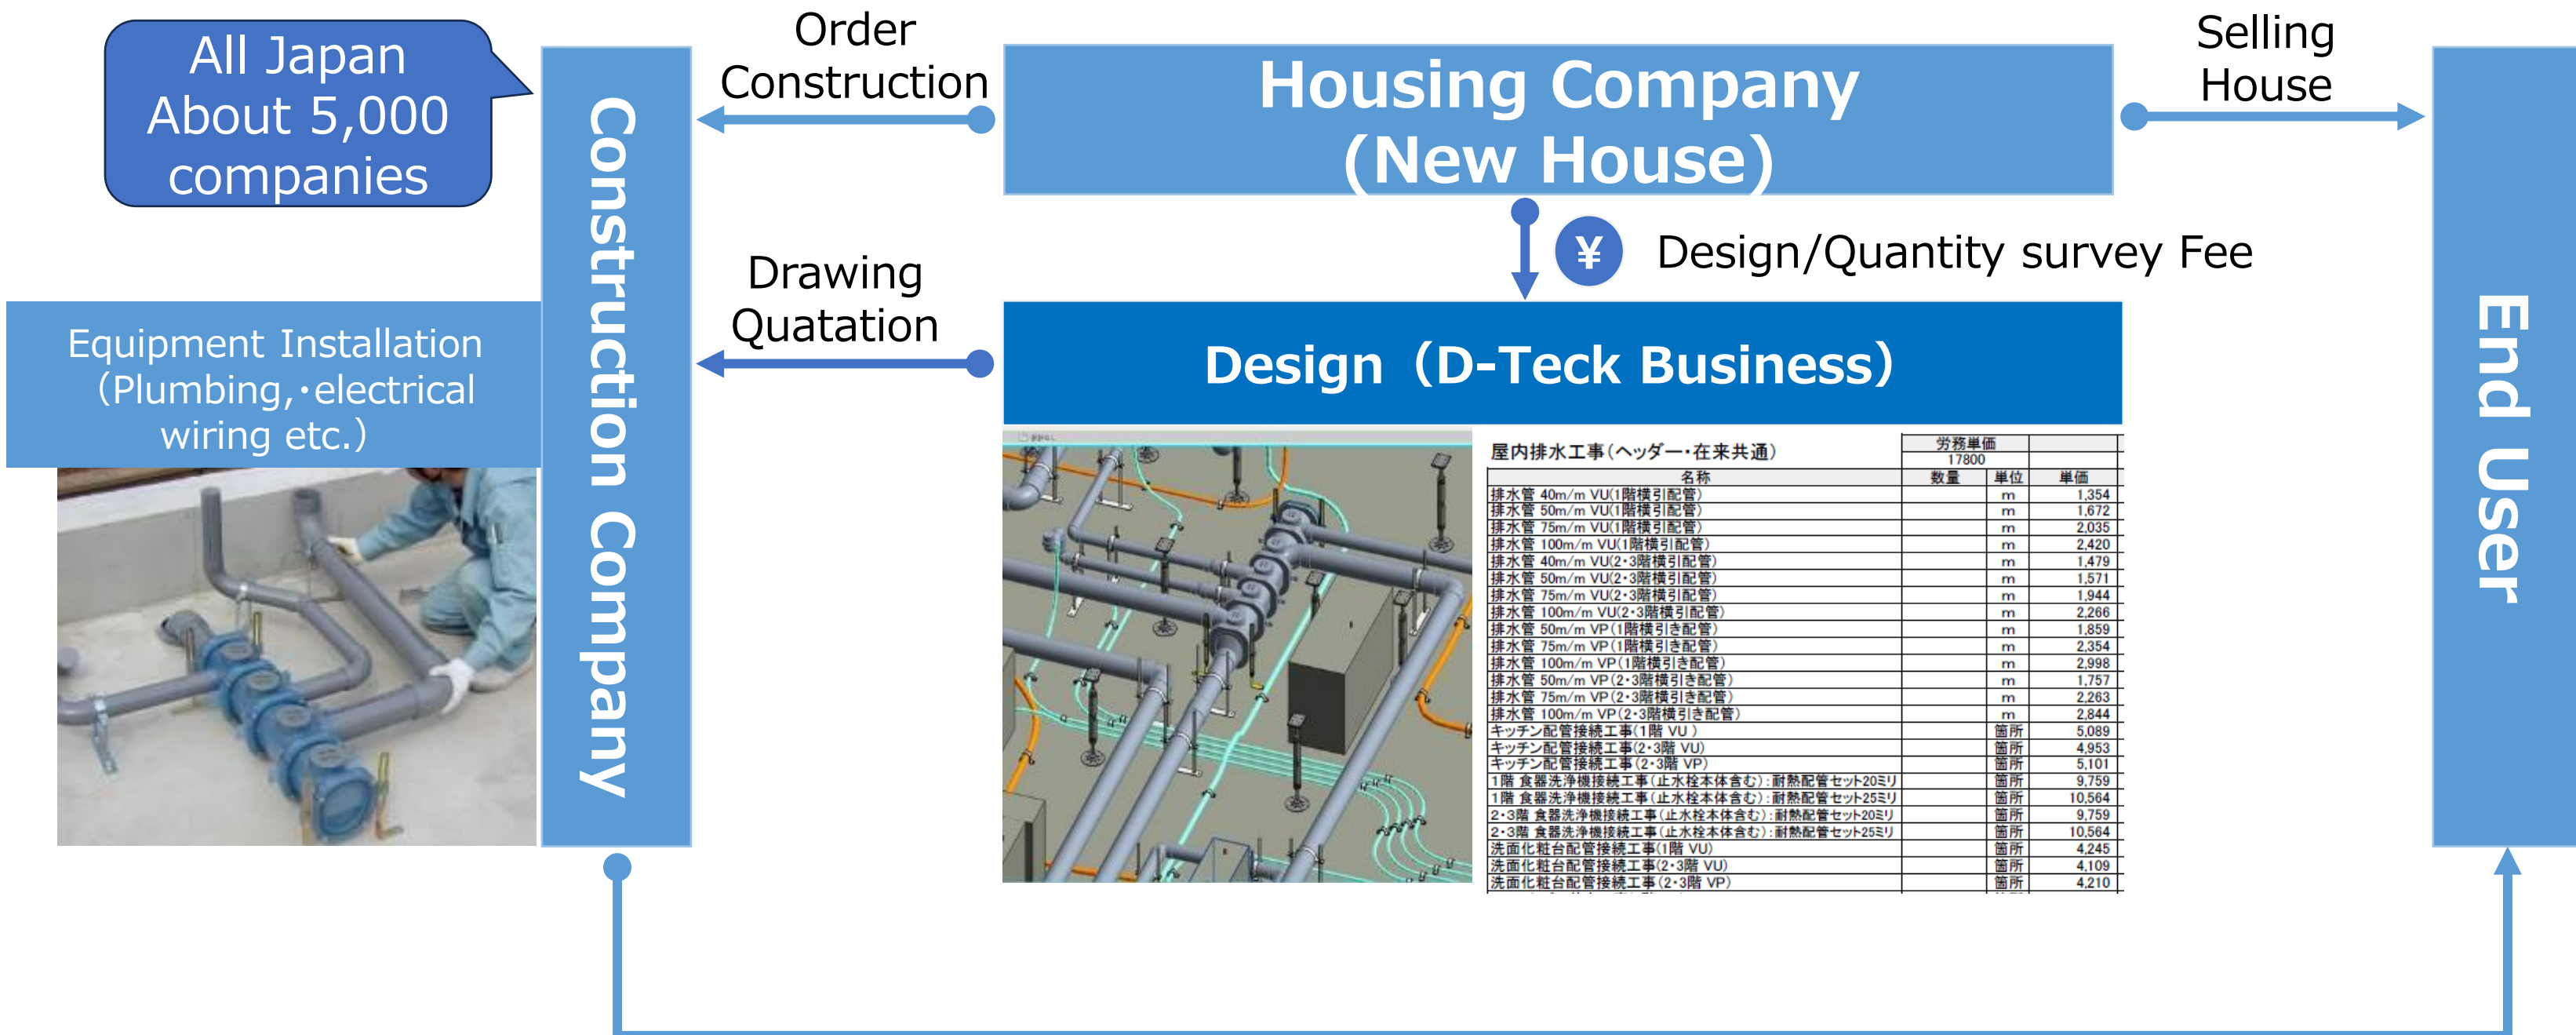 All Japan
About 5,000
companies
Order
Construction
Housing Company
(New House)
Selling
House
Construction Company
¥
Design/Quantity survey Fee
Drawing
Quatation
Equipment Installation
（Plumbing,・electrical
wiring etc.）
Design（D-Teck Business）
End User
屋内排水工事(ヘッダー・在来共通)
労務単価
17800
名称 数量 単位 単価
排水管 40m/m VU(1階横引配管) m 1,354
排水管 50m/m VU(1階横引配管) m 1,672
排水管 75m/m VU(1階横引配管) m 2,035
排水管 100m/m VU(1階横引配管) m 2,420
排水管 40m/m VU(2・3階横引配管) m 1,479
排水管 50m/m VU(2・3階横引配管) m 1,571
排水管 75m/m VU(2・3階横引配管) m 1,944
排水管 100m/m VU(2・3階横引配管) m 2,266
排水管 50m/m VP(1階横引き配管) m 1,859
排水管 75m/m VP(1階横引き配管) m 2,354
排水管 100m/m VP(1階横引き配管) m 2,998
排水管 50m/m VP(2・3階横引き配管) m 1,757
排水管 75m/m VP(2・3階横引き配管) m 2,263
排水管 100m/m VP(2・3階横引き配管) m 2,844
キッチン配管接続工事(1階 VU ) 箇所 5,089
キッチン配管接続工事(2・3階 VU) 箇所 4,953
キッチン配管接続工事(2・3階 VP) 箇所 5,101
1階 食器洗浄機接続工事(止水栓本体含む):耐熱配管セット20ミリ 箇所 9,759
1階 食器洗浄機接続工事(止水栓本体含む):耐熱配管セット25ミリ 箇所 10,564
2・3階 食器洗浄機接続工事(止水栓本体含む):耐熱配管セット20ミリ 箇所 9,759
2・3階 食器洗浄機接続工事(止水栓本体含む):耐熱配管セット25ミリ 箇所 10,564
洗面化粧台配管接続工事(1階 VU) 箇所 4,245
洗面化粧台配管接続工事(2・3階 VU) 箇所 4,109
洗面化粧台配管接続工事(2・3階 VP) 箇所 4,210